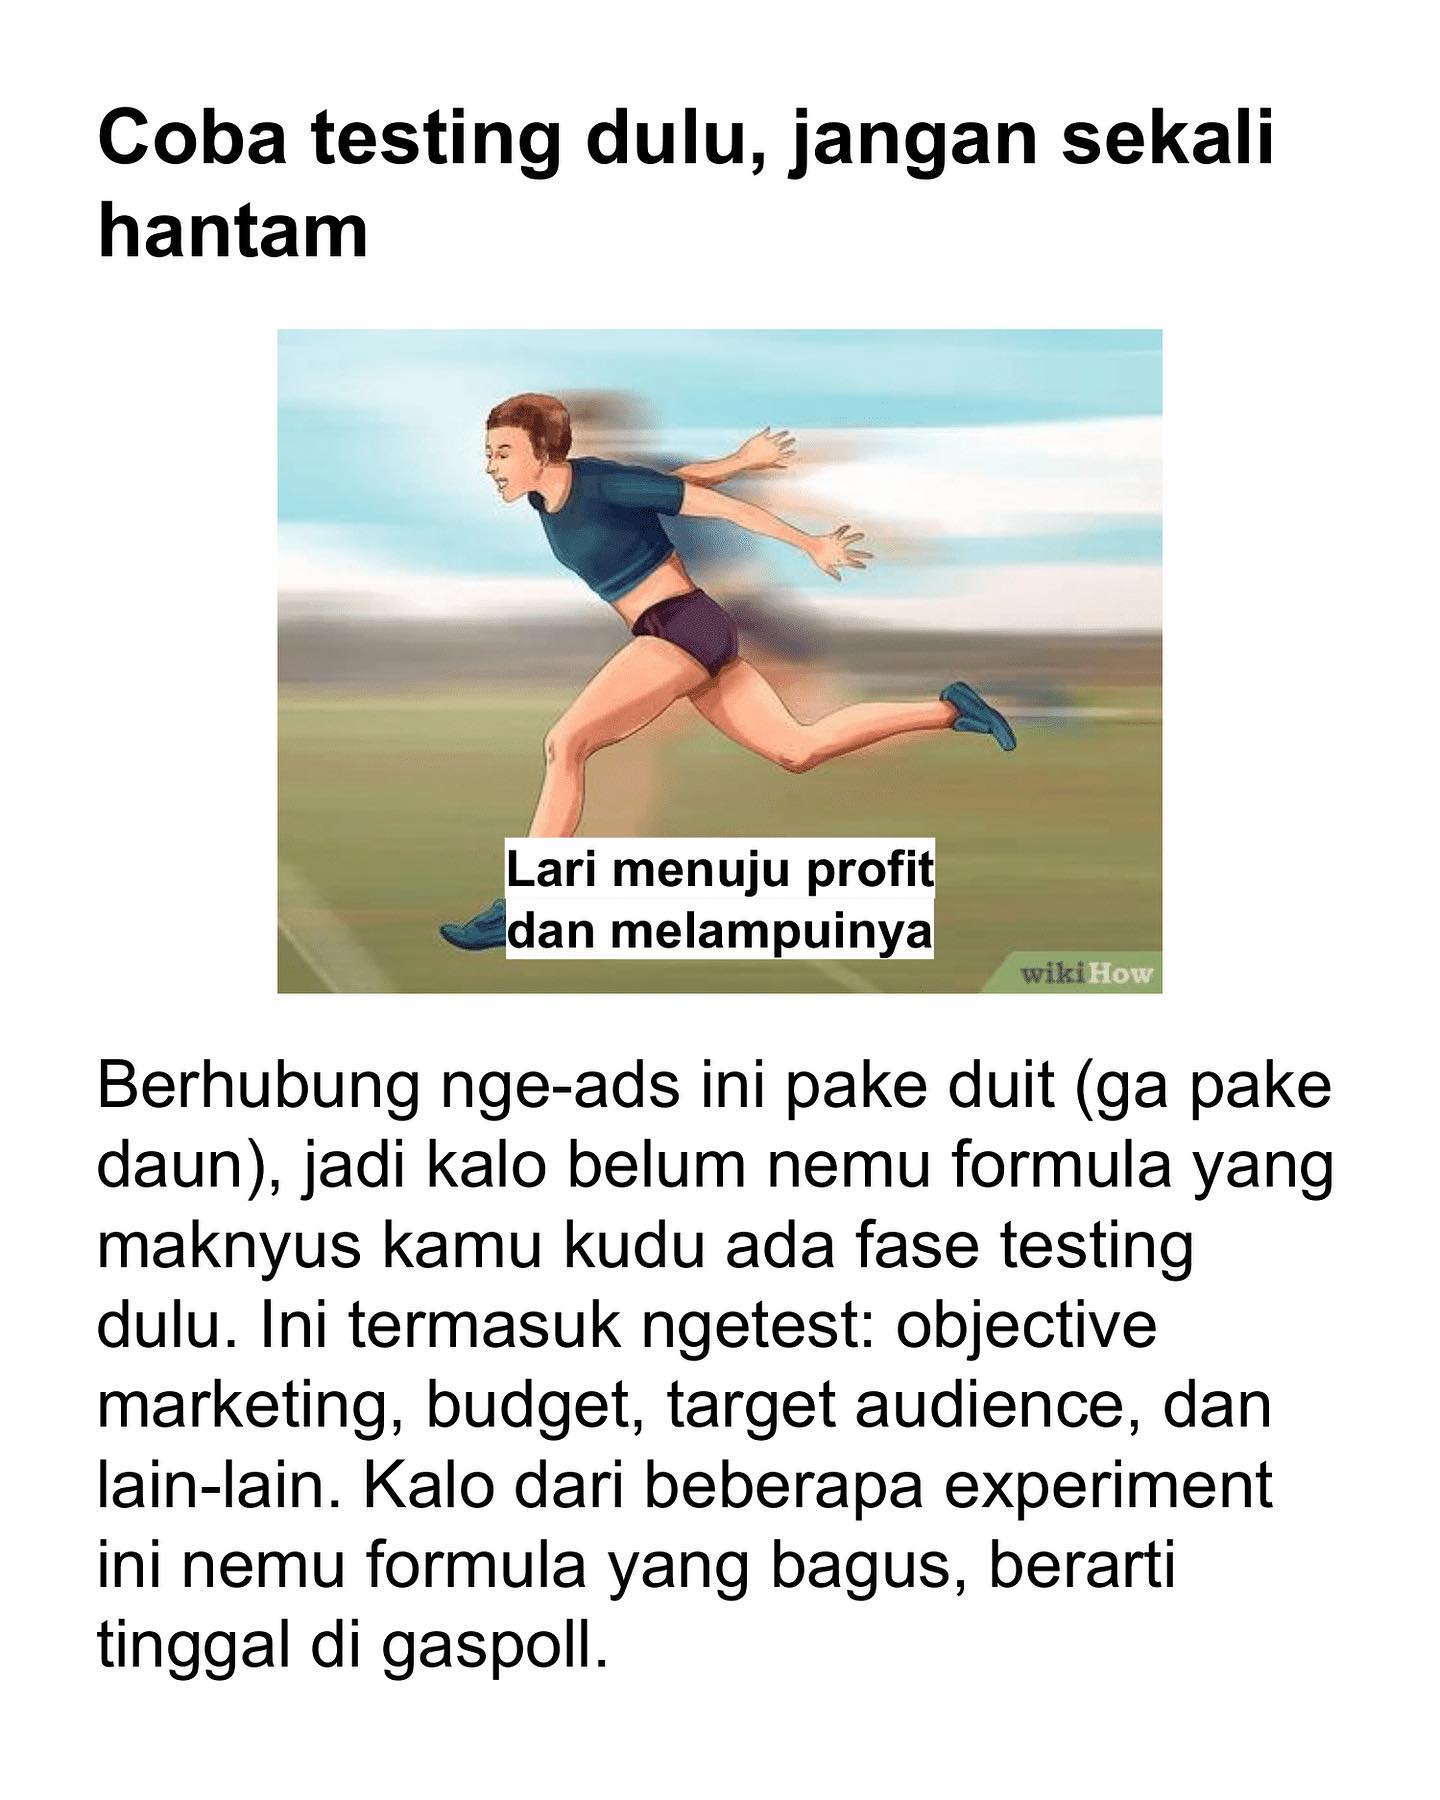 Coba testing dulu, jangan sekali
hantam
Lari menuju profit
dan melampuinya
wikiHow
Berhubung nge-ads ini pake duit (ga pake
daun), jadi kalo belum nemu formula yang
maknyus kamu kudu ada fase testing
dulu. Ini termasuk ngetest: objective
marketing, budget, target audience, dan
lain-lain. Kalo dari beberapa experiment
ini nemu formula yang bagus, berarti
tinggal di gaspoll.